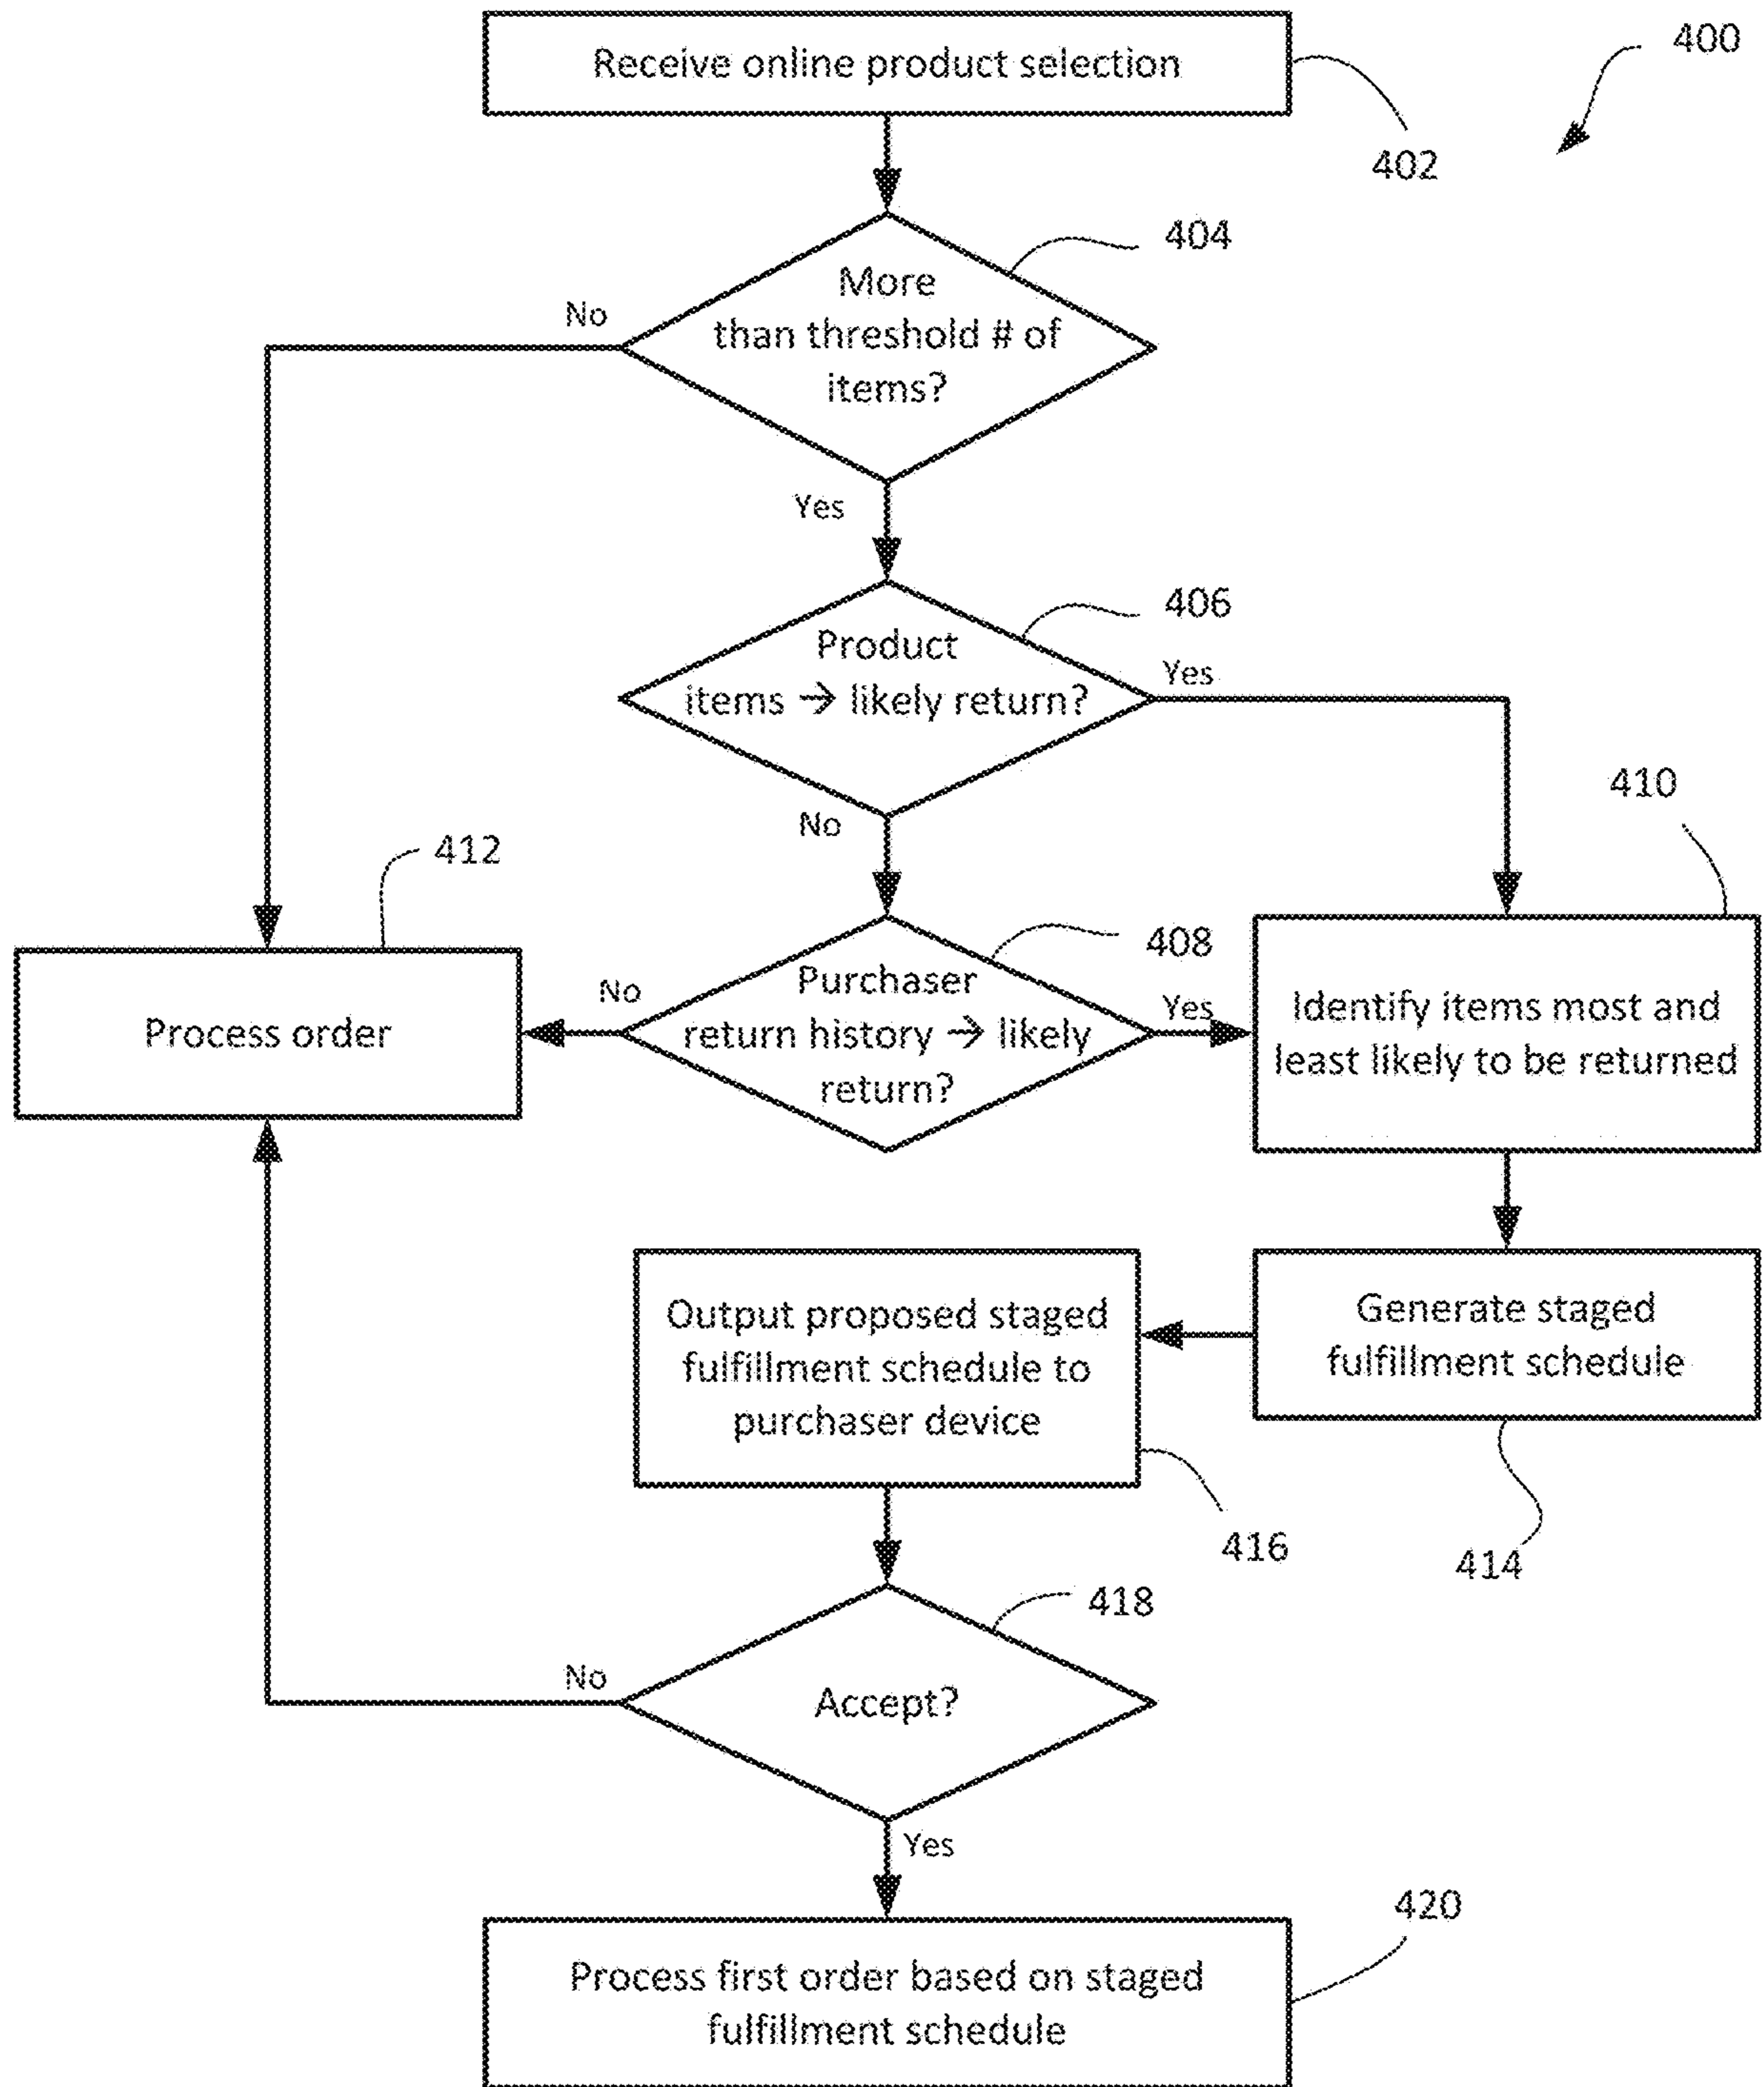 Receive online product selection
400
402
404
More
than threshold # of
items?
No
Yes
406
Product
items → likely return?
Yes
No
410
412
408
Process order
No
Purchaser
return history → likely
return?
Yes
Identify items most and
least likely to be returned
Output proposed staged
fulfillment schedule to
purchaser device
Generate staged
fulfillment schedule
416
414
418
No
Accept?
Yes
420
Process first order based on staged
fulfillment schedule